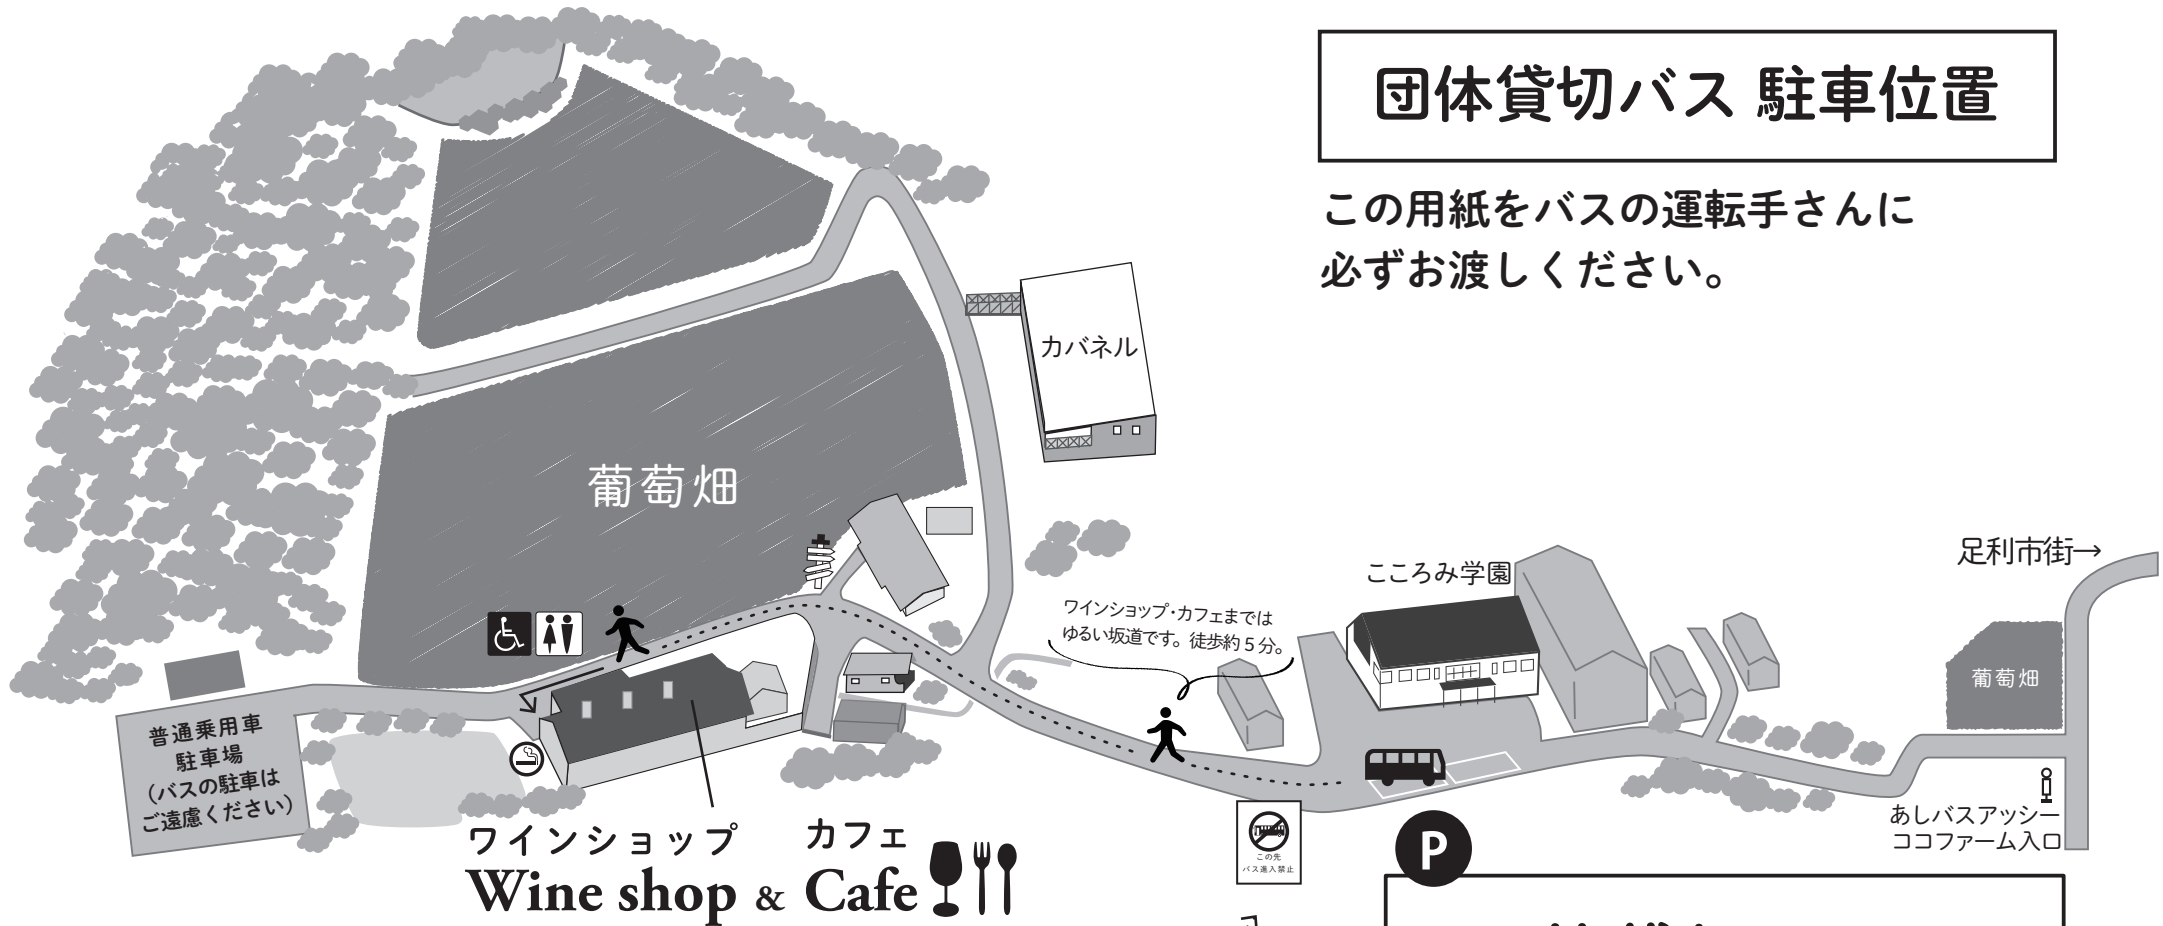 団体貸切バス 駐車位置
この用紙をバスの運転手さんに
必ずお渡しください。
カバネル
葡萄畑
足利市街→
こころみ学園
ワインショップ・カフェまでは
ゆるい坂道です。徒歩約5分。
葡萄畑
普通乗用車
駐車場
(バスの駐車は
ご遠慮ください)
あしバスアッシー
ココファーム入口
ワインショップ カフェ
Wine shop & Cafe
P
この先
バス進入禁止